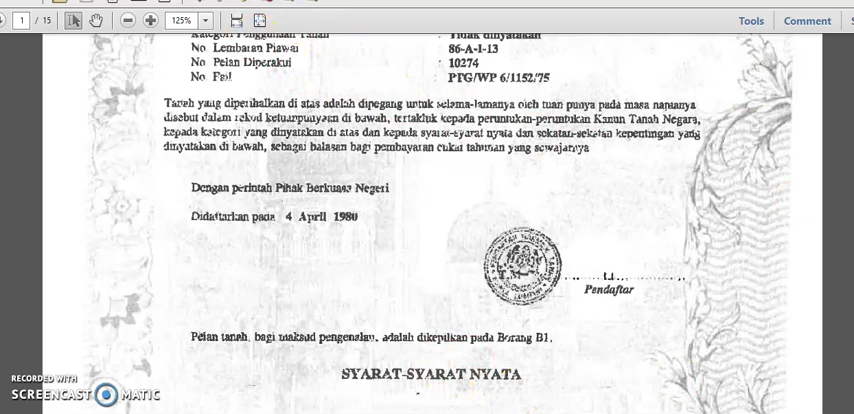 1 / 15
125%
Tools
Comment
Kategori Penggunaan Tanah : Tidak dinyatakan
No. Lembaran Piawai : 86-A-I-13
No. Pelan Diperakui : 10274
No. Fail : PTG/WP 6/1152/75
Tanah yang diperihalkan di atas adalah dipegang untuk selama-lamanya oleh tuan punya pada masa namanya
disebut dalam rekod ketuanpunyaan di bawah, tertakluk kepada peruntukan-peruntukan Kanun Tanah Negara,
kepada kategori yang dinyatakan di atas dan kepada syarat-syarat nyata dan sekatan-sekatan kepentingan yang
dinyatakan di bawah, sebagai balasan bagi pembayaran cukai tahunan yang sewajarnya
Dengan perintah Pihak Berkuasa Negeri
Didaftarkan pada 4 April 1980
Pendaftar
Pelan tanah, bagi maksud pengenalan, adalah dikepilkan pada Borang B1.
SYARAT-SYARAT NYATA
RECORDED WITH
SCREENCAST MATIC